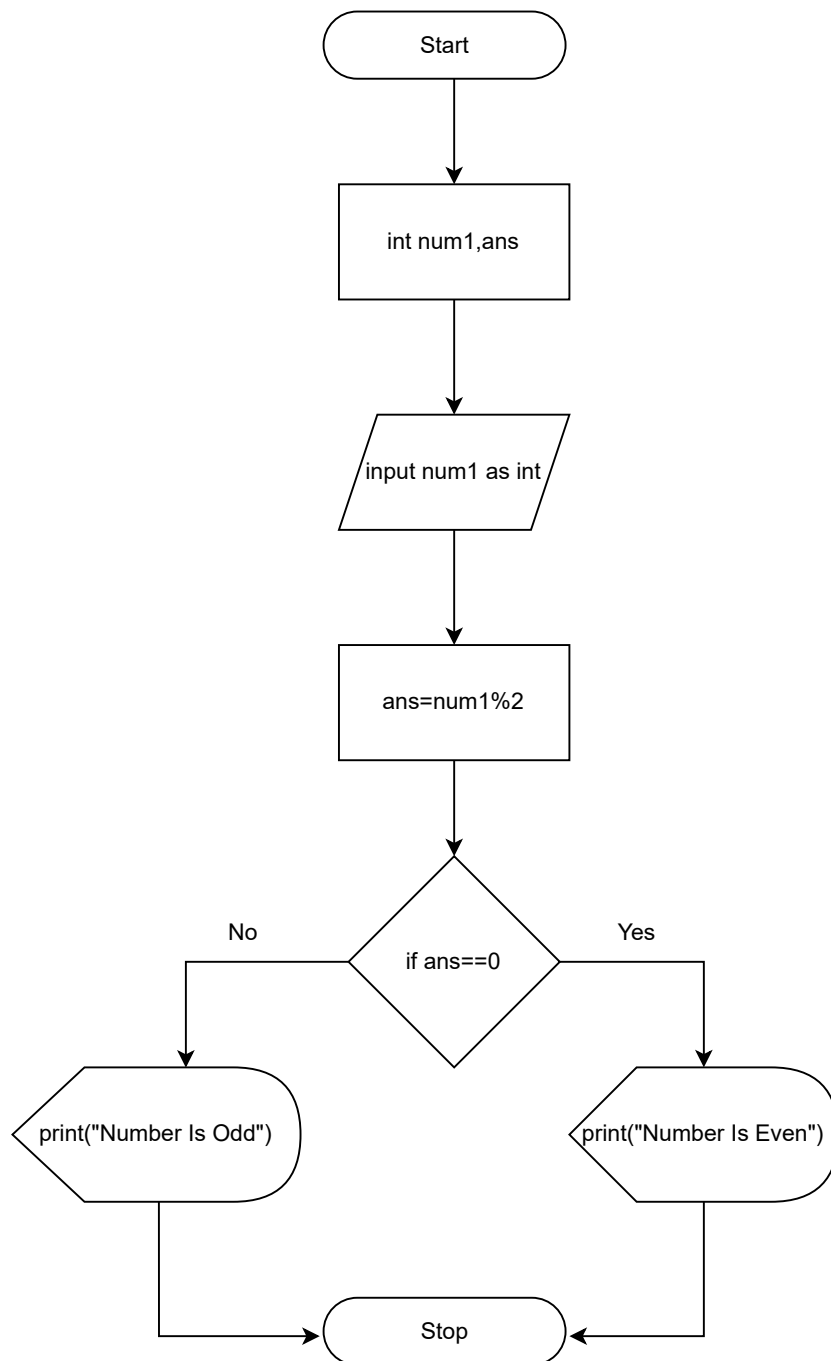 Start
int num1,ans
input num1 as int
ans=num1%2
if ans==0
No
Yes
print("Number Is Odd")
print("Number Is Even")
Stop